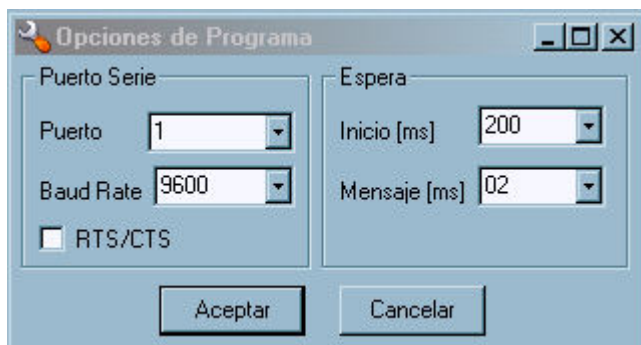 Opciones de Programa
Puerto Serie
Puerto 1
Baud Rate 9600
RTS/CTS
Espera
Inicio [ms] 200
Mensaje [ms] 02
Aceptar Cancelar